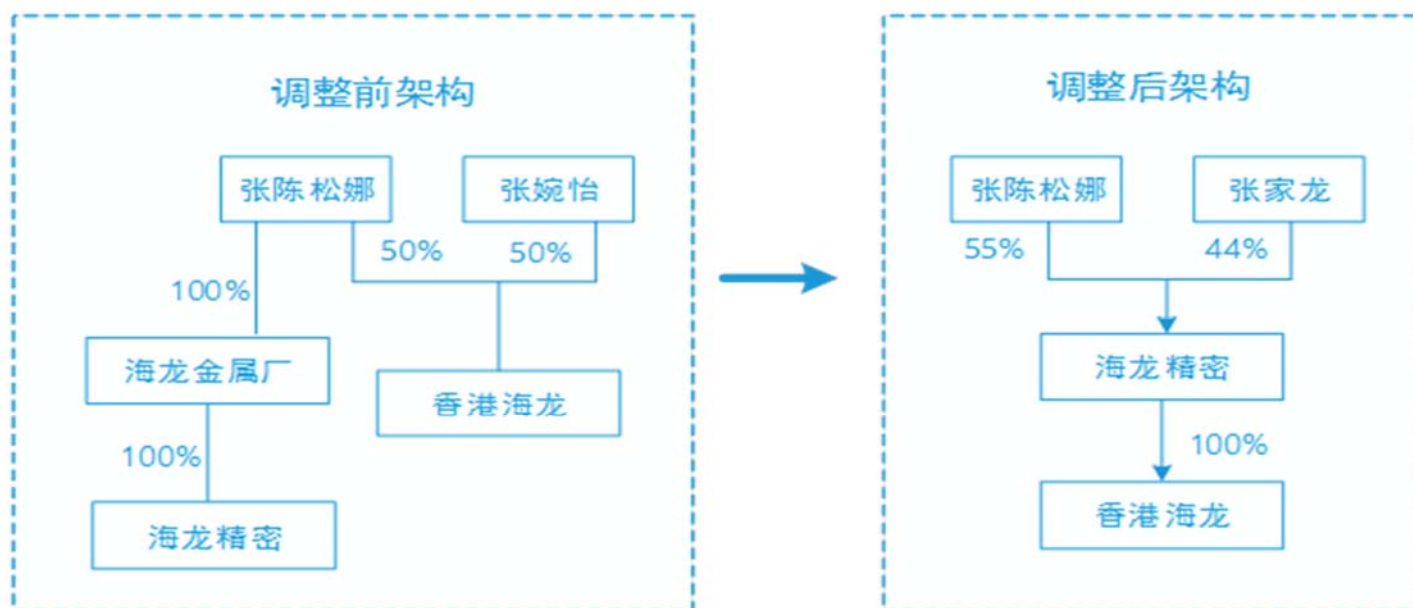 调整前架构
张陈松娜
张婉怡
50%
50%
100%
海龙金属厂
香港海龙
100%
海龙精密
调整后架构
张陈松娜
张家龙
55%
44%
海龙精密
100%
香港海龙